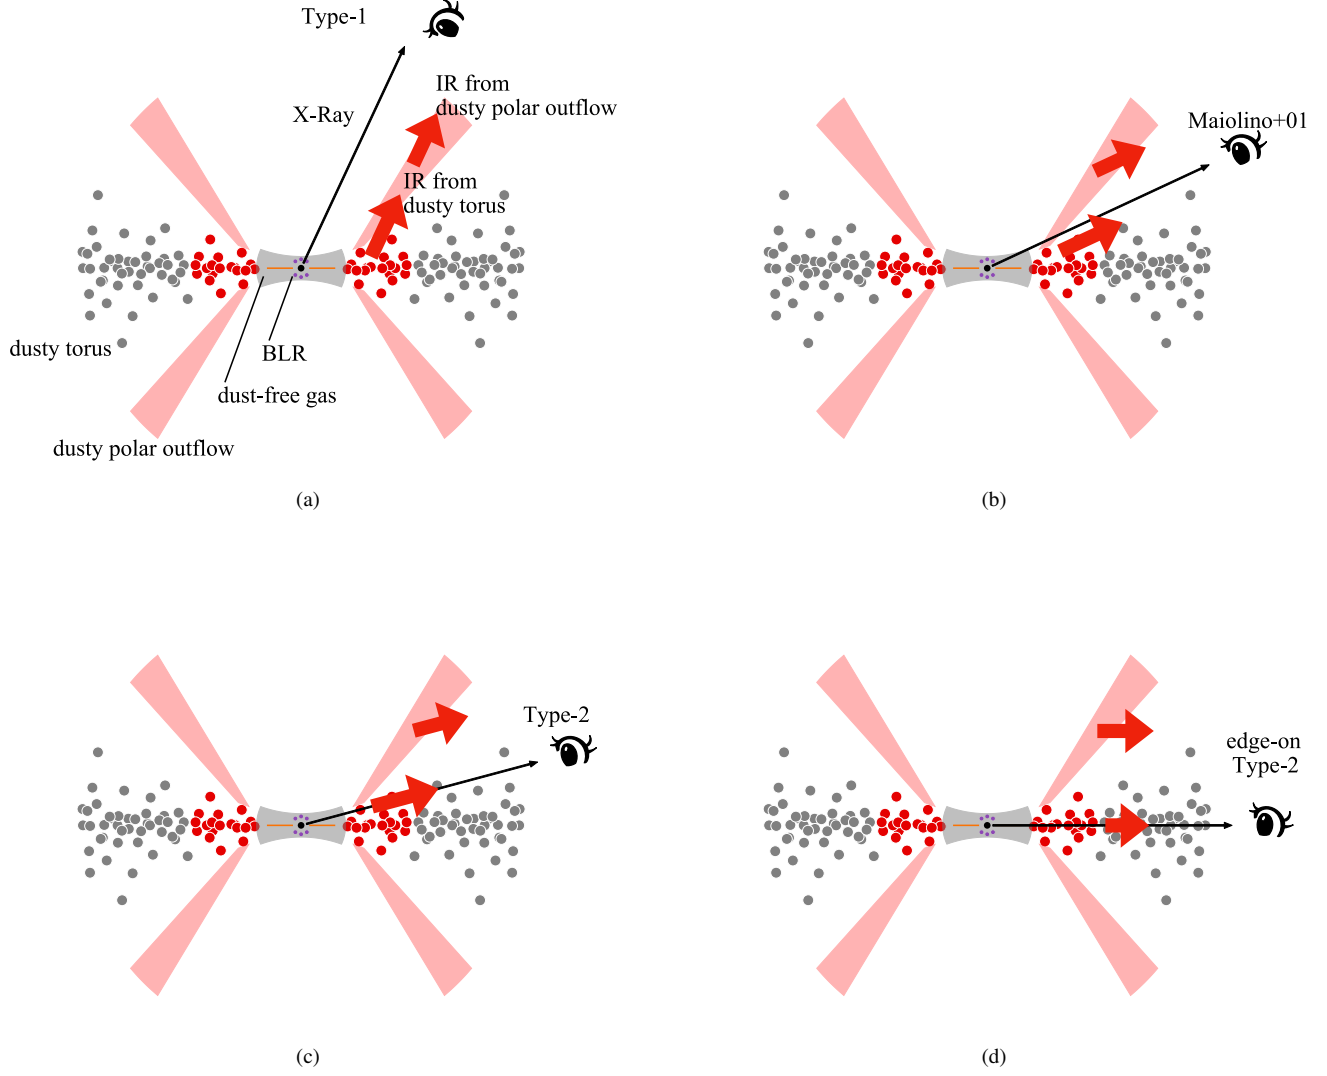 Type-1
IR from
dusty polar outflow
X-Ray
IR from
dusty torus
dusty torus
BLR
dust-free gas
dusty polar outflow
(a)
Maiolino+01
(b)
Type-2
(c)
edge-on
Type-2
(d)